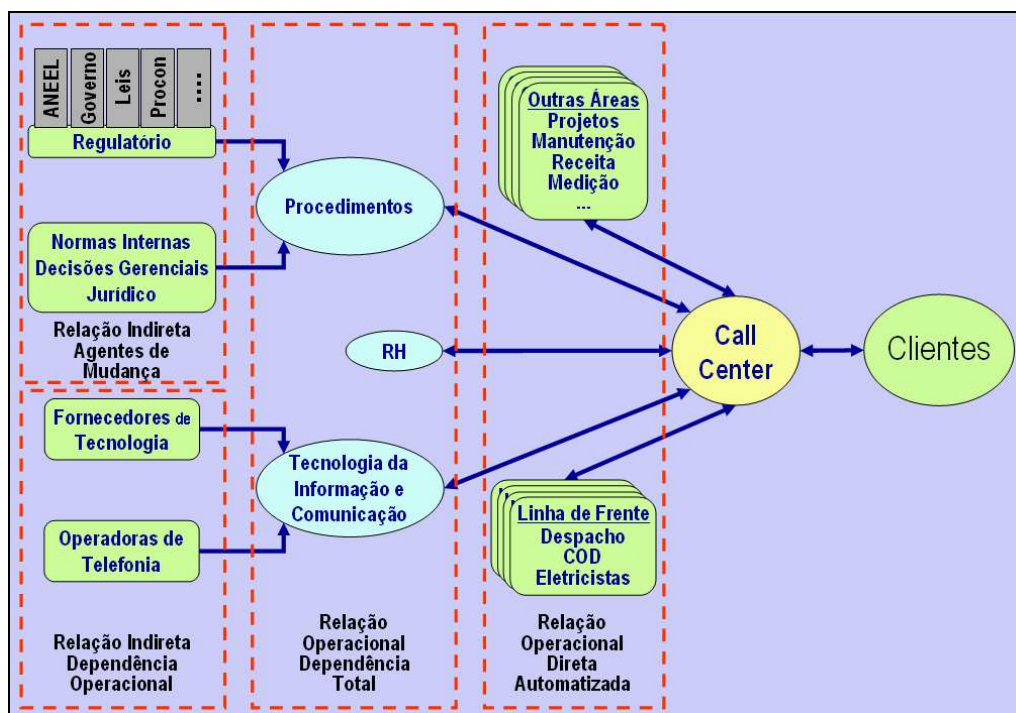 ANEEL
Governo
Leis
Procon
....
Regulatório
Normas Internas
Decisões Gerenciais
Jurídico
Relação Indireta
Agentes de
Mudança
Fornecedores de
Tecnologia
Operadoras de
Telefonia
Relação Indireta
Dependência
Operacional
Procedimentos
RH
Tecnologia da
Informação e
Comunicação
Relação
Operacional
Dependência
Total
Outras Áreas
Projetos
Manutenção
Receita
Medição
...
Linha de Frente
Despacho
COD
Eletricistas
Relação
Operacional
Direta
Automatizada
Call
Center
Clientes